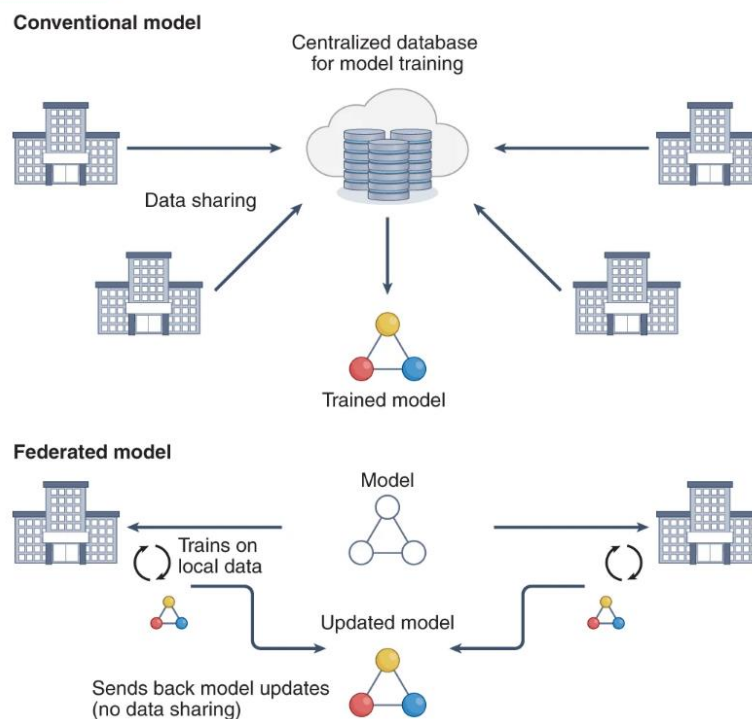 Conventional model
Centralized database
for model training
Data sharing
Trained model
Federated model
Model
Trains on
local data
Updated model
Sends back model updates
(no data sharing)